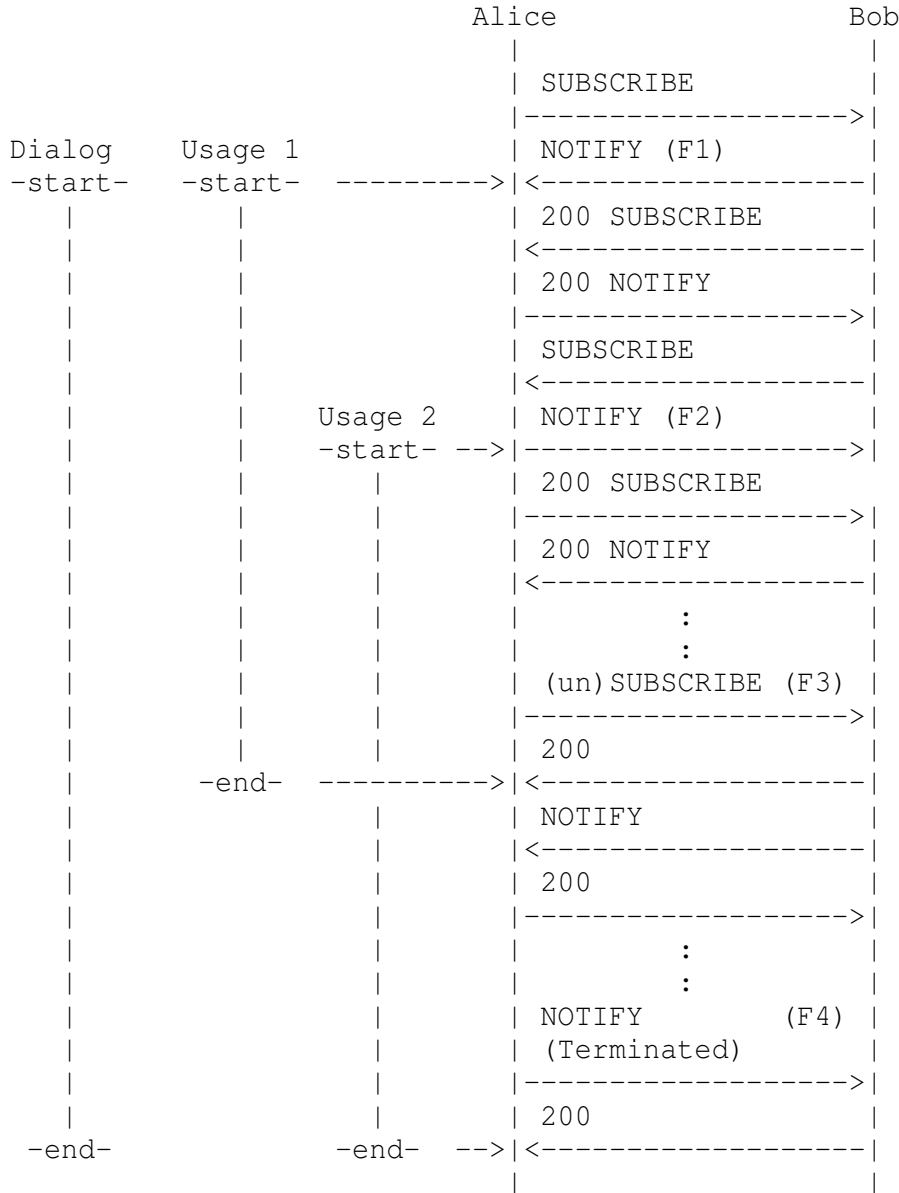 Alice Bob
SUBSCRIBE
Dialog Usage 1 NOTIFY (F1)
-start- -start-
200 SUBSCRIBE
200 NOTIFY
SUBSCRIBE
Usage 2 NOTIFY (F2)
-start-
200 SUBSCRIBE
200 NOTIFY
:
:
(un)SUBSCRIBE (F3)
200
-end-
NOTIFY
200
:
:
NOTIFY (F4)
(Terminated)
200
-end- -end-